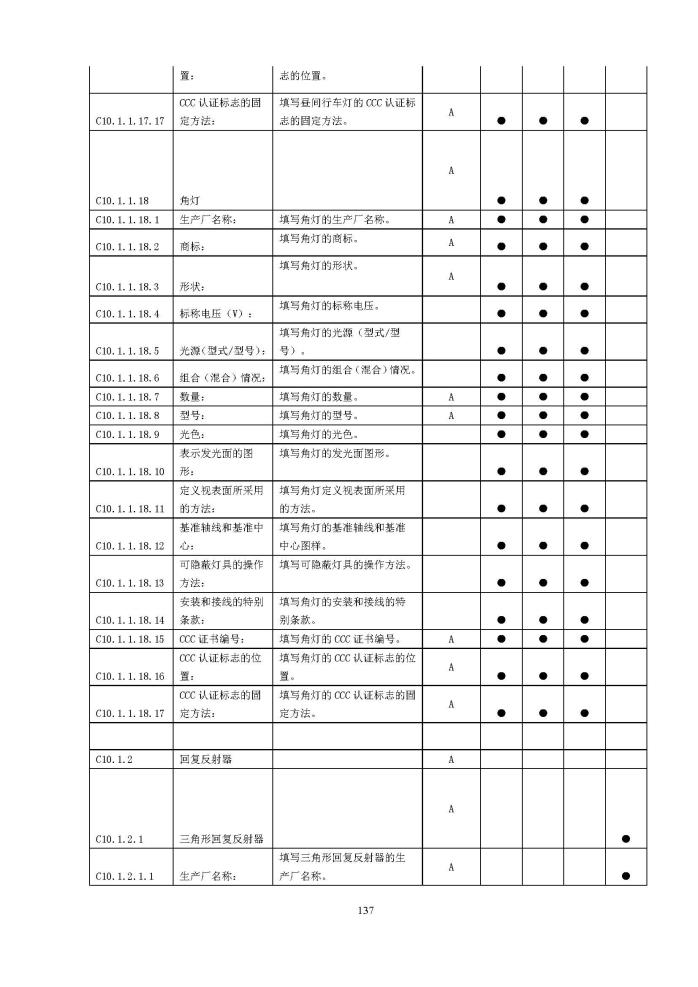 置： 志的位置。
CCC 认证标志的固 填写昼间行车灯的 CCC 认证标
C10.1.1.17.17 定方法： 志的固定方法。 A ● ● ●
A
C10.1.1.18 角灯 ● ● ●
C10.1.1.18.1 生产厂名称： 填写角灯的生产厂名称。 A ● ● ●
填写角灯的商标。
C10.1.1.18.2 商标： A ● ● ●
填写角灯的形状。
A
C10.1.1.18.3 形状： ● ● ●
填写角灯的标称电压。
C10.1.1.18.4 标称电压（V）： ● ● ●
填写角灯的光源（型式/型
C10.1.1.18.5 光源(型式/型号)： 号）。 ● ● ●
填写角灯的组合（混合）情况。
C10.1.1.18.6 组合（混合）情况： ● ● ●
C10.1.1.18.7 数量： 填写角灯的数量。 A ● ● ●
C10.1.1.18.8 型号： 填写角灯的型号。 A ● ● ●
C10.1.1.18.9 光色： 填写角灯的光色。 ● ● ●
表示发光面的图 填写角灯的发光面图形。
C10.1.1.18.10 形： ● ● ●
定义视表面所采用 填写角灯定义视表面所采用
C10.1.1.18.11 的方法： 的方法。 ● ● ●
基准轴线和基准中 填写角灯的基准轴线和基准
C10.1.1.18.12 心： 中心图样。 ● ● ●
可隐蔽灯具的操作 填写可隐蔽灯具的操作方法。
C10.1.1.18.13 方法： ● ● ●
安装和接线的特别 填写角灯的安装和接线的特
C10.1.1.18.14 条款： 别条款。 ● ● ●
C10.1.1.18.15 CCC 证书编号： 填写角灯的 CCC 证书编号。 A ● ● ●
CCC 认证标志的位 填写角灯的 CCC 认证标志的位
C10.1.1.18.16 置： 置。 A ● ● ●
CCC 认证标志的固 填写角灯的 CCC 认证标志的固
C10.1.1.18.17 定方法： 定方法。 A ● ● ●
C10.1.2 回复反射器 A
A
C10.1.2.1 三角形回复反射器 ●
填写三角形回复反射器的生
C10.1.2.1.1 生产厂名称： 产厂名称。 A ●
137